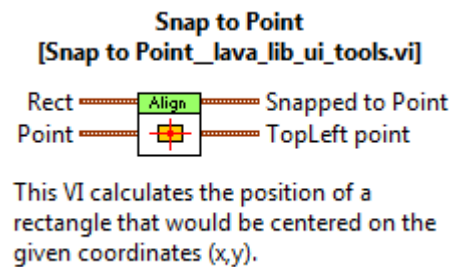 Snap to Point
[Snap to Point__lava_lib_ui_tools.vi]
Rect Align Snapped to Point
Point TopLeft point
This VI calculates the position of a
rectangle that would be centered on the
given coordinates (x,y).